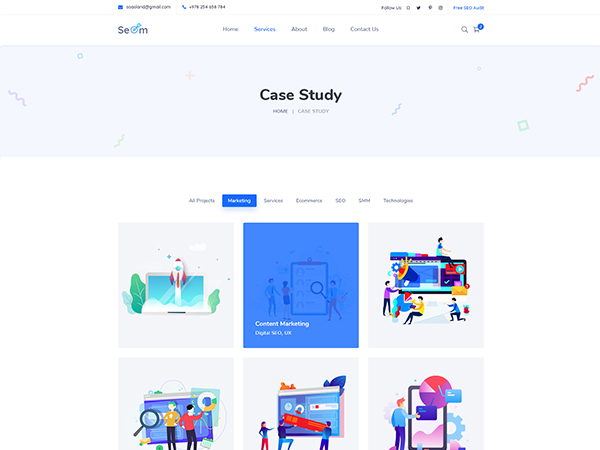 soaoland@gmail.com +978 254 658 784 Follow Us: Free SEO Audit
Seom Home Services About Blog Contact Us 2
Case Study
HOME | CASE STUDY
All Projects Marketing Services Ecommerce SEO SMM Technologies
Content Marketing
Digital SEO, UX